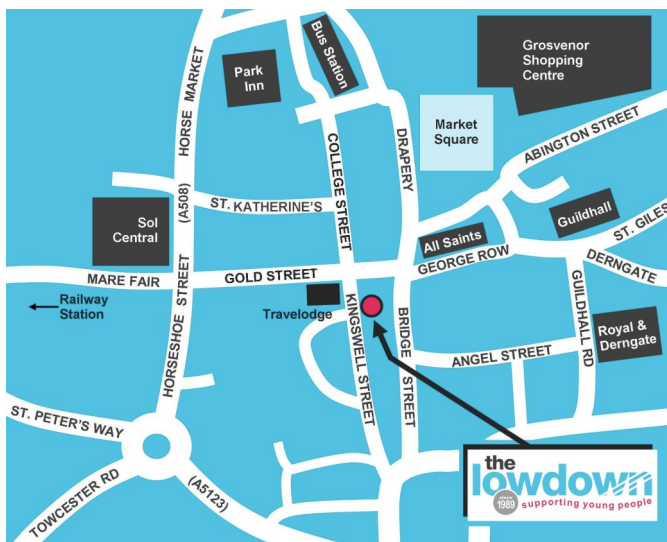 Grosvenor
Shopping
Centre
Bus Station
HORSE MARKET
Park
Inn
Market
Square
DRAPERY
ABINGTON STREET
COLLEGE STREET
(A508)
ST. KATHERINE'S
Sol
Central
All Saints
Guildhall
ST. GILES
GEORGE ROW
DERNGATE
MARE FAIR
GOLD STREET
Railway
Station
HORSESHOE STREET
Travelodge
KINGSWELL STREET
BRIDGE STREET
GUILDHALL RD
Royal &
Derngate
ANGEL STREET
ST. PETER'S WAY
TOWCESTER RD
(A5123)
the
lowdown
since
1989
supporting young people